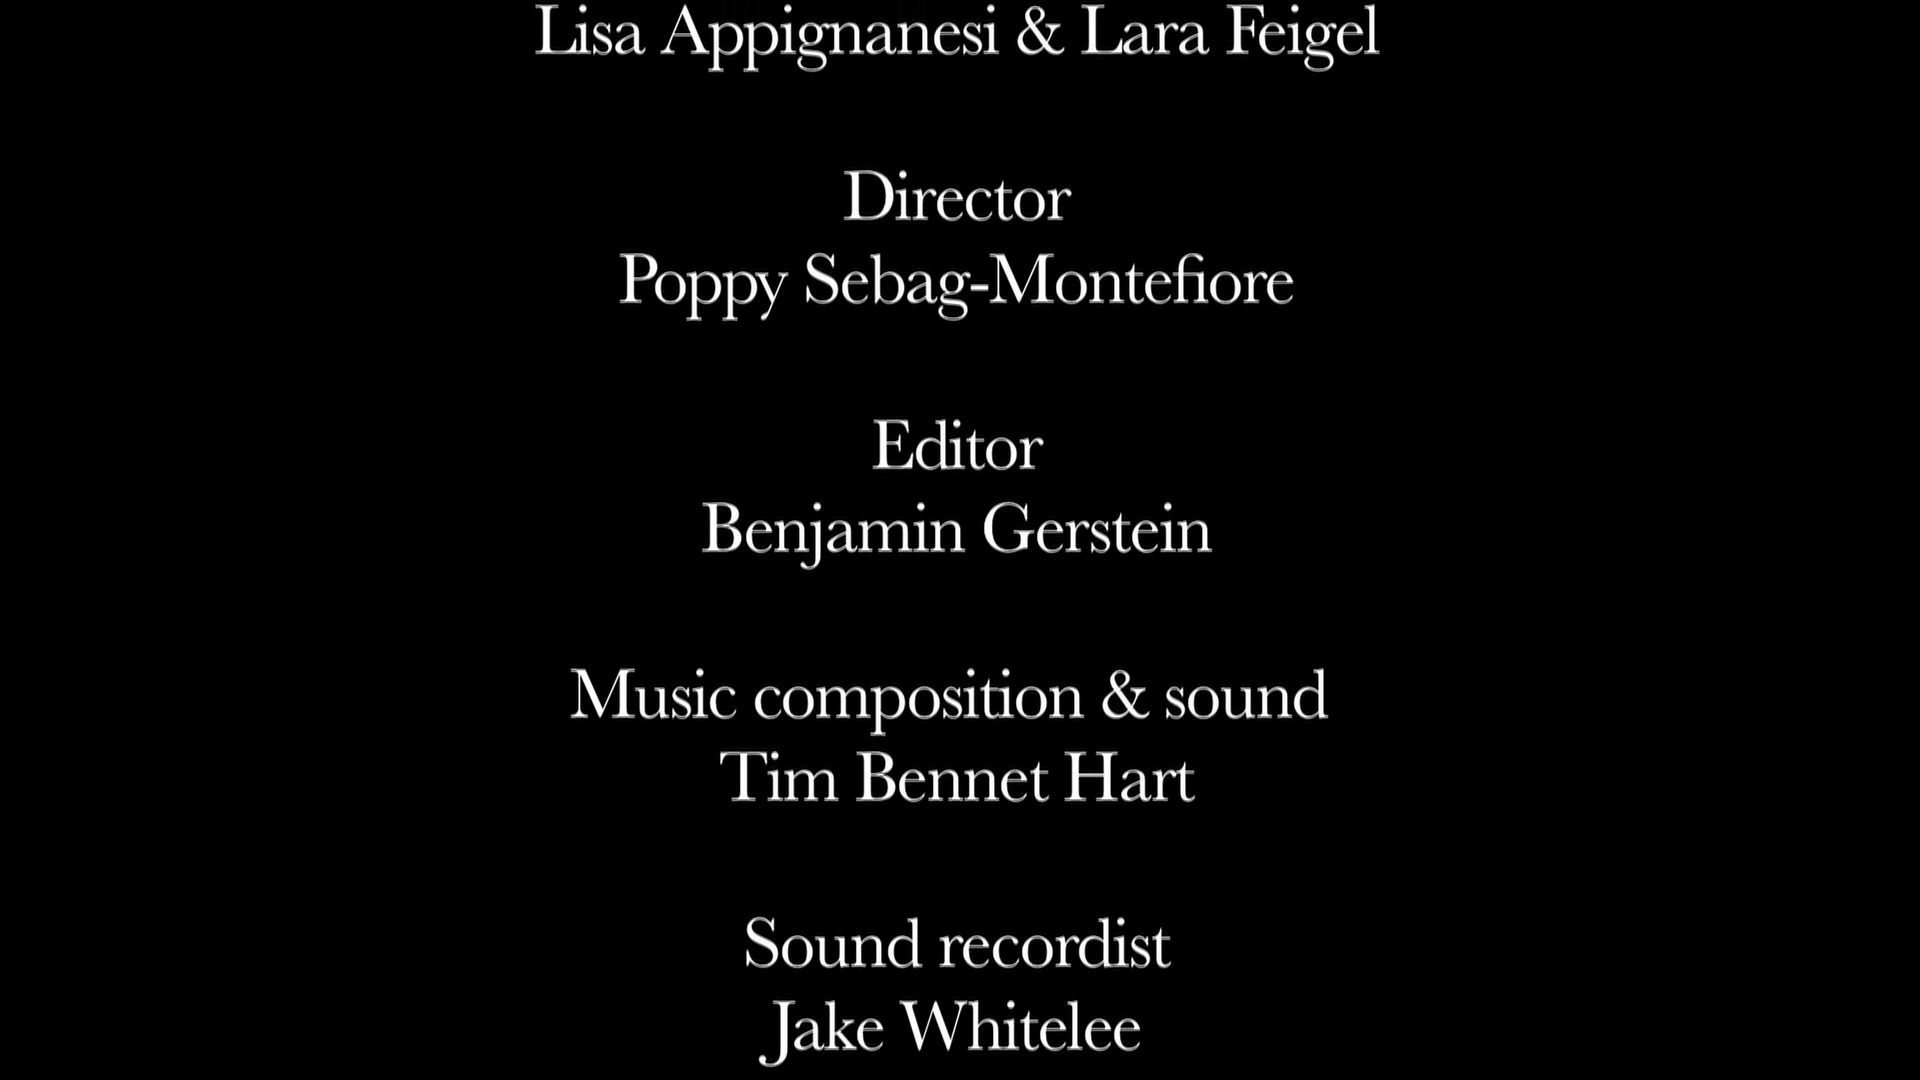 Lisa Appignanesi & Lara Feigel
Director
Poppy Sebag-Montefiore
Editor
Benjamin Gerstein
Music composition & sound
Tim Bennet Hart
Sound recordist
Jake Whitelee